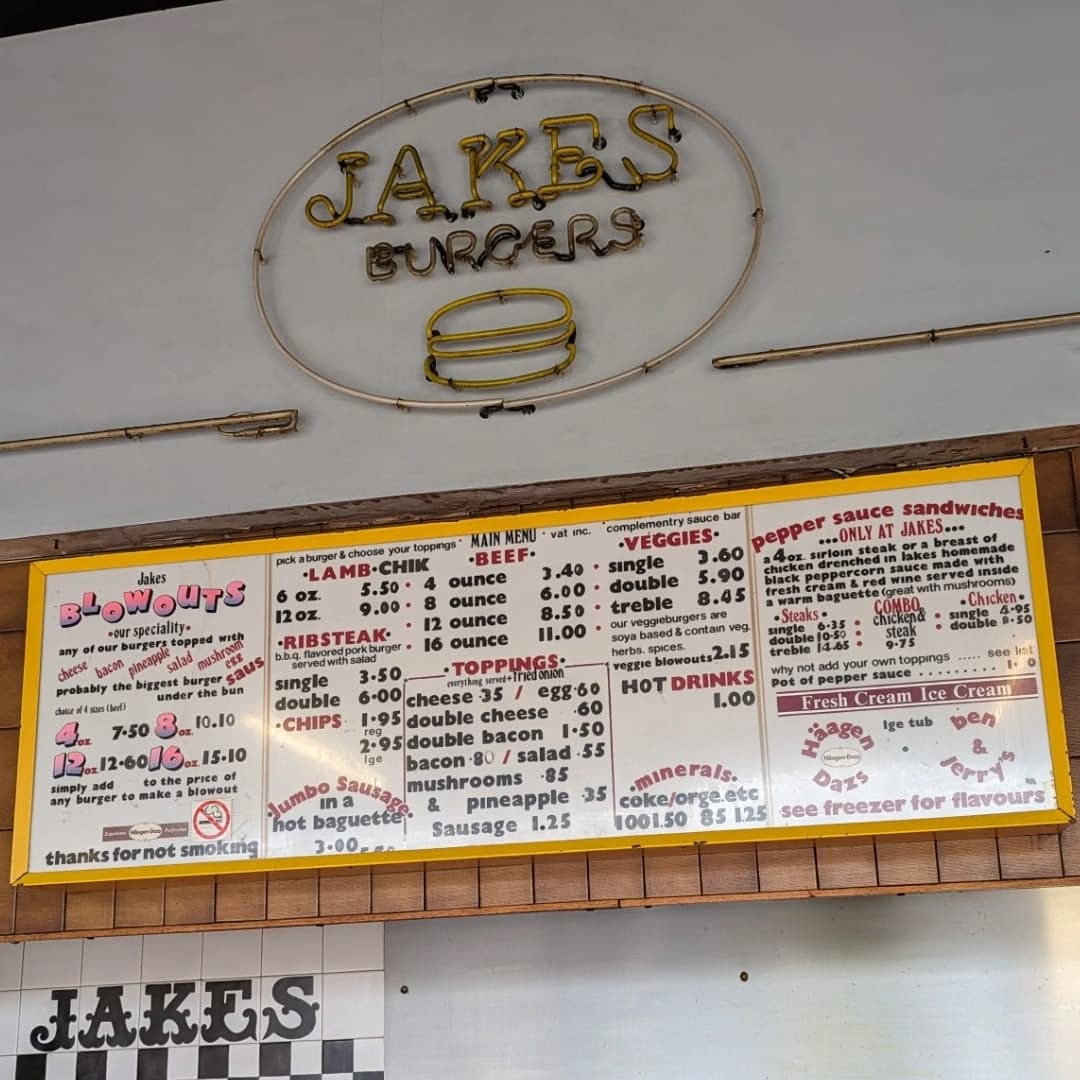 JAKES
BURGERS
Jakes
BLOWOUTS
•our speciality•
any of our burgers topped with
cheese bacon pineapple salad mushroom egg saus
probably the biggest burger
under the bun
choice of 4 sizes (beef)
4oz 7·50 8oz 10.10
12oz 12·60 16oz 15·10
simply add to the price of
any burger to make a blowout
Häagen-Dazs
thanks for not smoking
pick a burger & choose your toppings · MAIN MENU · vat inc. · complementry sauce bar
•LAMB•CHIK
6 oz. 5.50
12oz. 9.00
•RIBSTEAK•
b.b.q. flavored pork burger
served with salad
single 3.50
double 6.00
•CHIPS 1·95
reg
2·95
lge
Jumbo Sausage
in a
hot baguette
3·00
•BEEF•
4 ounce 3.40
8 ounce 6.00
12 ounce 8.50
16 ounce 11.00
•TOPPINGS•
everything served+fried onion
cheese ·35 / egg·60
double cheese ·60
double bacon 1·50
bacon·80 / salad ·55
mushrooms ·85
& pineapple ·35
Sausage 1.25
•VEGGIES•
single 3.60
double 5.90
treble 8.45
our veggieburgers are
soya based & contain veg.
herbs. spices.
veggie blowouts 2.15
HOT DRINKS
1.00
•minerals•
coke/orge.etc
1001.50 85 1.25
pepper sauce sandwiches
...ONLY AT JAKES...
a 4oz. sirloin steak or a breast of
chicken drenched in Jakes homemade
black peppercorn sauce made with
fresh cream & red wine served inside
a warm baguette (great with mushrooms)
•Steaks•
single 6·35
double 10·50
treble 14.65
COMBO
chicken &
steak
9·75
•Chicken•
single 4·95
double 8·50
why not add your own toppings ..... see list
Pot of pepper sauce
Fresh Cream Ice Cream
Häagen
Dazs
Häagen-Dazs
lge tub
ben
&
Jerry's
see freezer for flavours
JAKES